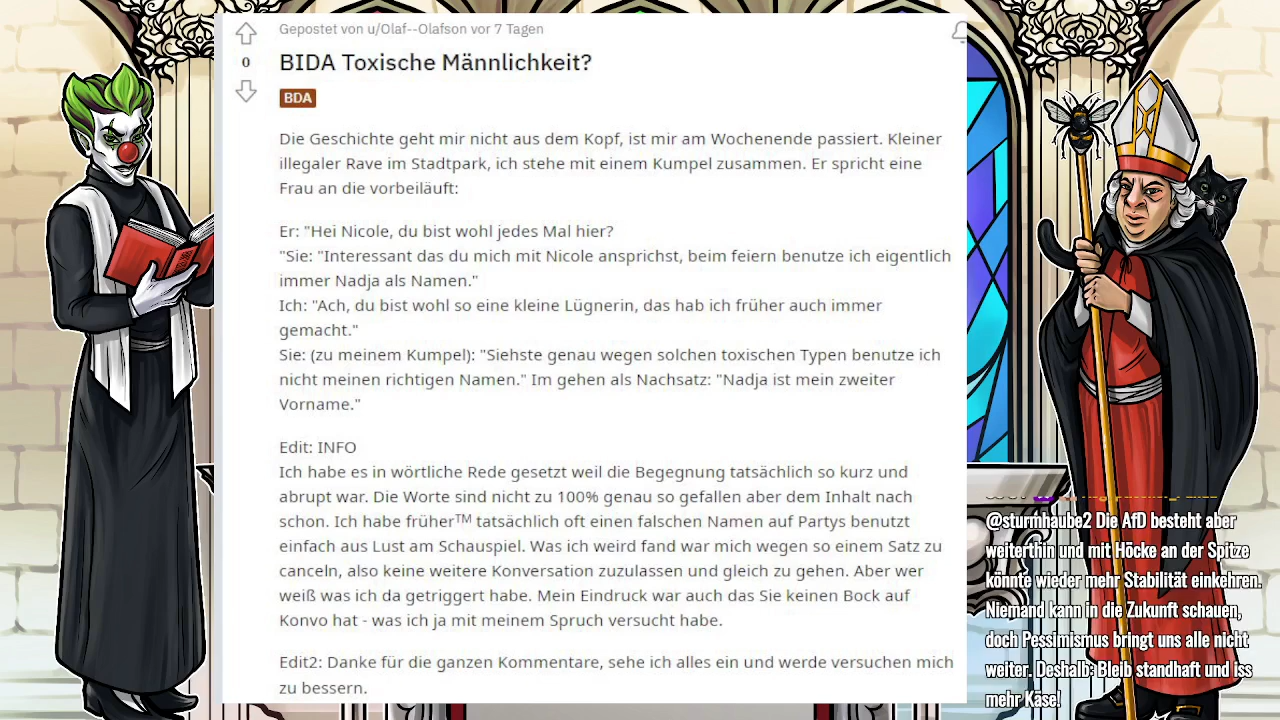 Gepostet von u/Olaf--Olafson vor 7 Tagen
0
BIDA Toxische Männlichkeit?
BDA
Die Geschichte geht mir nicht aus dem Kopf, ist mir am Wochenende passiert. Kleiner
illegaler Rave im Stadtpark, ich stehe mit einem Kumpel zusammen. Er spricht eine
Frau an die vorbeiläuft:
Er: "Hei Nicole, du bist wohl jedes Mal hier?
"Sie: "Interessant das du mich mit Nicole ansprichst, beim feiern benutze ich eigentlich
immer Nadja als Namen."
Ich: "Ach, du bist wohl so eine kleine Lügnerin, das hab ich früher auch immer
gemacht."
Sie: (zu meinem Kumpel): "Siehste genau wegen solchen toxischen Typen benutze ich
nicht meinen richtigen Namen." Im gehen als Nachsatz: "Nadja ist mein zweiter
Vorname."
Edit: INFO
Ich habe es in wörtliche Rede gesetzt weil die Begegnung tatsächlich so kurz und
abrupt war. Die Worte sind nicht zu 100% genau so gefallen aber dem Inhalt nach
schon. Ich habe früher™ tatsächlich oft einen falschen Namen auf Partys benutzt
einfach aus Lust am Schauspiel. Was ich weird fand war mich wegen so einem Satz zu
canceln, also keine weitere Konversation zuzulassen und gleich zu gehen. Aber wer
weiß was ich da getriggert habe. Mein Eindruck war auch das Sie keinen Bock auf
Konvo hat - was ich ja mit meinem Spruch versucht habe.
Edit2: Danke für die ganzen Kommentare, sehe ich alles ein und werde versuchen mich
zu bessern.
@sturmhaube2 Die AfD besteht aber
weiterthin und mit Höcke an der Spitze
könnte wieder mehr Stabilität einkehren.
Niemand kann in die Zukunft schauen,
doch Pessimismus bringt uns alle nicht
weiter. Deshalb: Bleib standhaft und iss
mehr Käse!